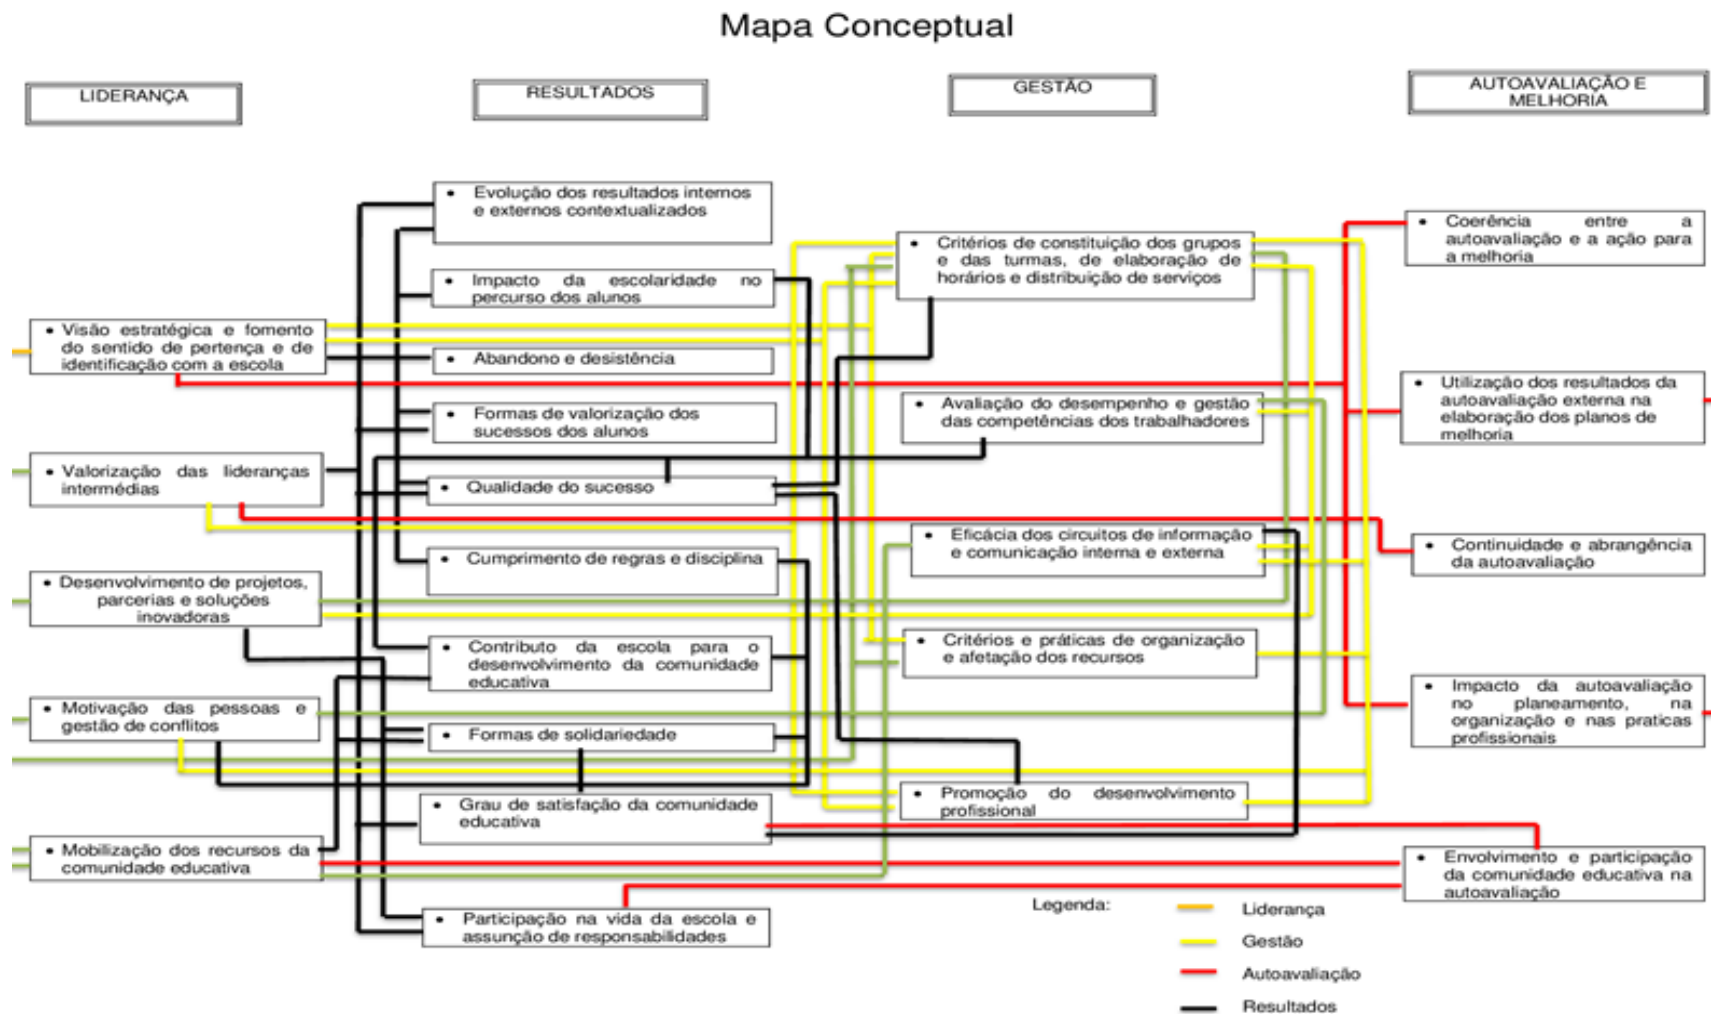 Mapa Conceptual
LIDERANÇA
RESULTADOS
GESTÃO
AUTOAVALIAÇÃO E
MELHORIA
• Visão estratégica e fomento
do sentido de pertença e de
identificação com a escola
• Valorização das lideranças
intermédias
• Desenvolvimento de projetos,
parcerias e soluções
inovadoras
• Motivação das pessoas e
gestão de conflitos
• Mobilização dos recursos da
comunidade educativa
• Evolução dos resultados internos
e externos contextualizados
• Impacto da escolaridade no
percurso dos alunos
• Abandono e desistência
• Formas de valorização dos
sucessos dos alunos
• Qualidade do sucesso
• Cumprimento de regras e disciplina
• Contributo da escola para o
desenvolvimento da comunidade
educativa
• Formas de solidariedade
• Grau de satisfação da comunidade
educativa
• Participação na vida da escola e
assunção de responsabilidades
• Critérios de constituição dos grupos
e das turmas, de elaboração de
horários e distribuição de serviços
• Avaliação do desempenho e gestão
das competências dos trabalhadores
• Eficácia dos circuitos de informação
e comunicação interna e externa
• Critérios e práticas de organização
e afetação dos recursos
• Promoção do desenvolvimento
profissional
• Coerência entre a
autoavaliação e a ação para
a melhoria
• Utilização dos resultados da
autoavaliação externa na
elaboração dos planos de
melhoria
• Continuidade e abrangência
da autoavaliação
• Impacto da autoavaliação
no planeamento, na
organização e nas praticas
profissionais
• Envolvimento e participação
da comunidade educativa na
autoavaliação
Legenda:
Liderança
Gestão
Autoavaliação
Resultados